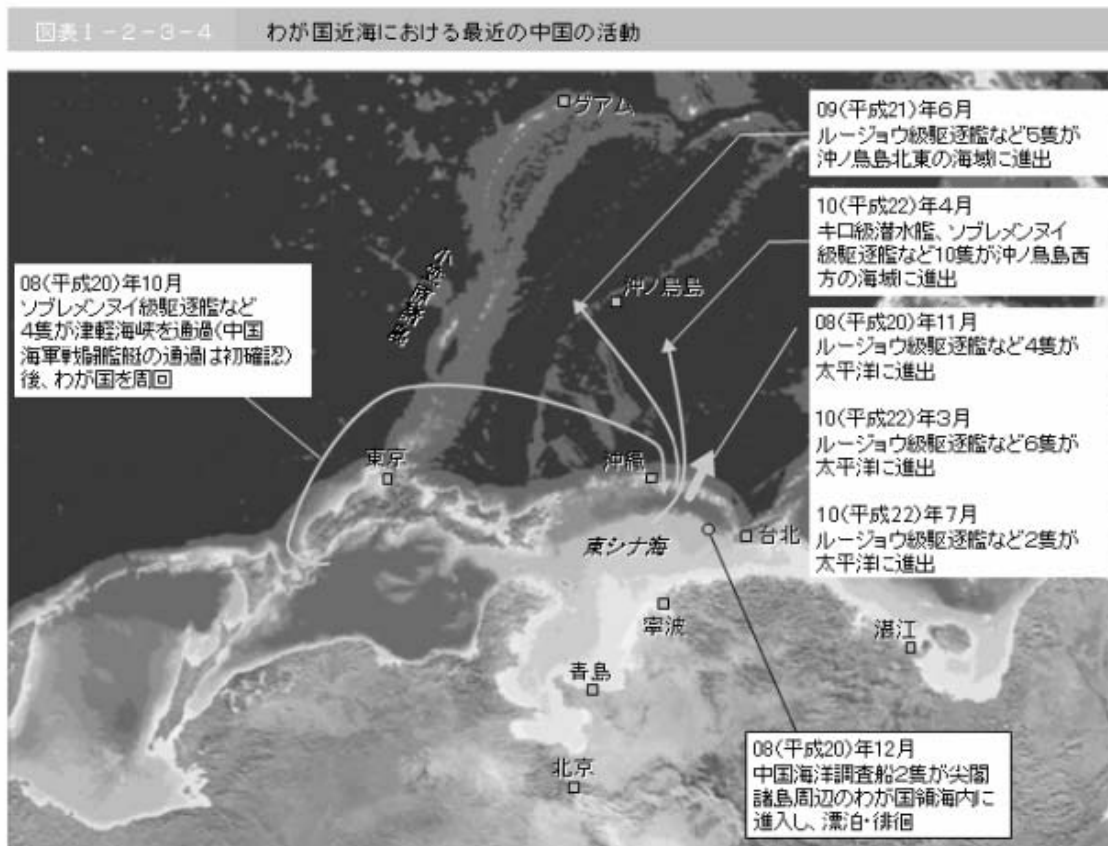 図表Ⅰ-2-3-4 わが国近海における最近の中国の活動
グアム
09(平成21)年6月
ルージョウ級駆逐艦など5隻が
沖ノ鳥島北東の海域に進出
10(平成22)年4月
キロ級潜水艦、ソブレメンヌイ
級駆逐艦など10隻が沖ノ鳥島西
方の海域に進出
08(平成20)年10月
ソブレメンヌイ級駆逐艦など
4隻が津軽海峡を通過(中国
海軍戦闘艦艇の通過は初確認)
後、わが国を周回
沖ノ鳥島
08(平成20)年11月
ルージョウ級駆逐艦など4隻が
太平洋に進出
10(平成22)年3月
ルージョウ級駆逐艦など6隻が
太平洋に進出
10(平成22)年7月
ルージョウ級駆逐艦など2隻が
太平洋に進出
東京
沖縄
東シナ海
台北
寧波
湛江
青島
北京
08(平成20)年12月
中国海洋調査船2隻が尖閣
諸島周辺のわが国領海内に
進入し、漂泊・徘徊